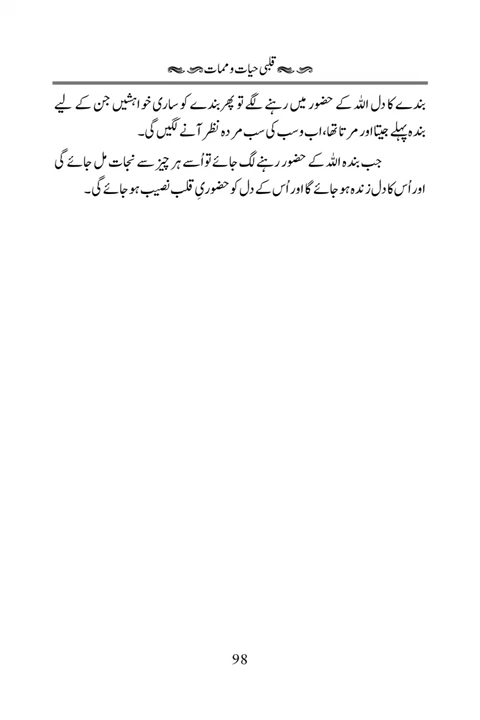 قلبی حیات و ممات
بندے کا دل اللہ کے حضور میں رہنے لگے تو پھر بندے کو ساری خواہشیں جن کے لیے
بندہ پہلے جیتا اور مرتا تھا، اب وہ سب کی سب مردہ نظر آنے لگیں گی۔
جب بندہ اللہ کے حضور رہنے لگ جائے تو اُسے ہر چیز سے نجات مل جائے گی
اور اُس کا دل زندہ ہو جائے گا اور اُس کے دل کو حضوریِ قلب نصیب ہو جائے گی۔
98